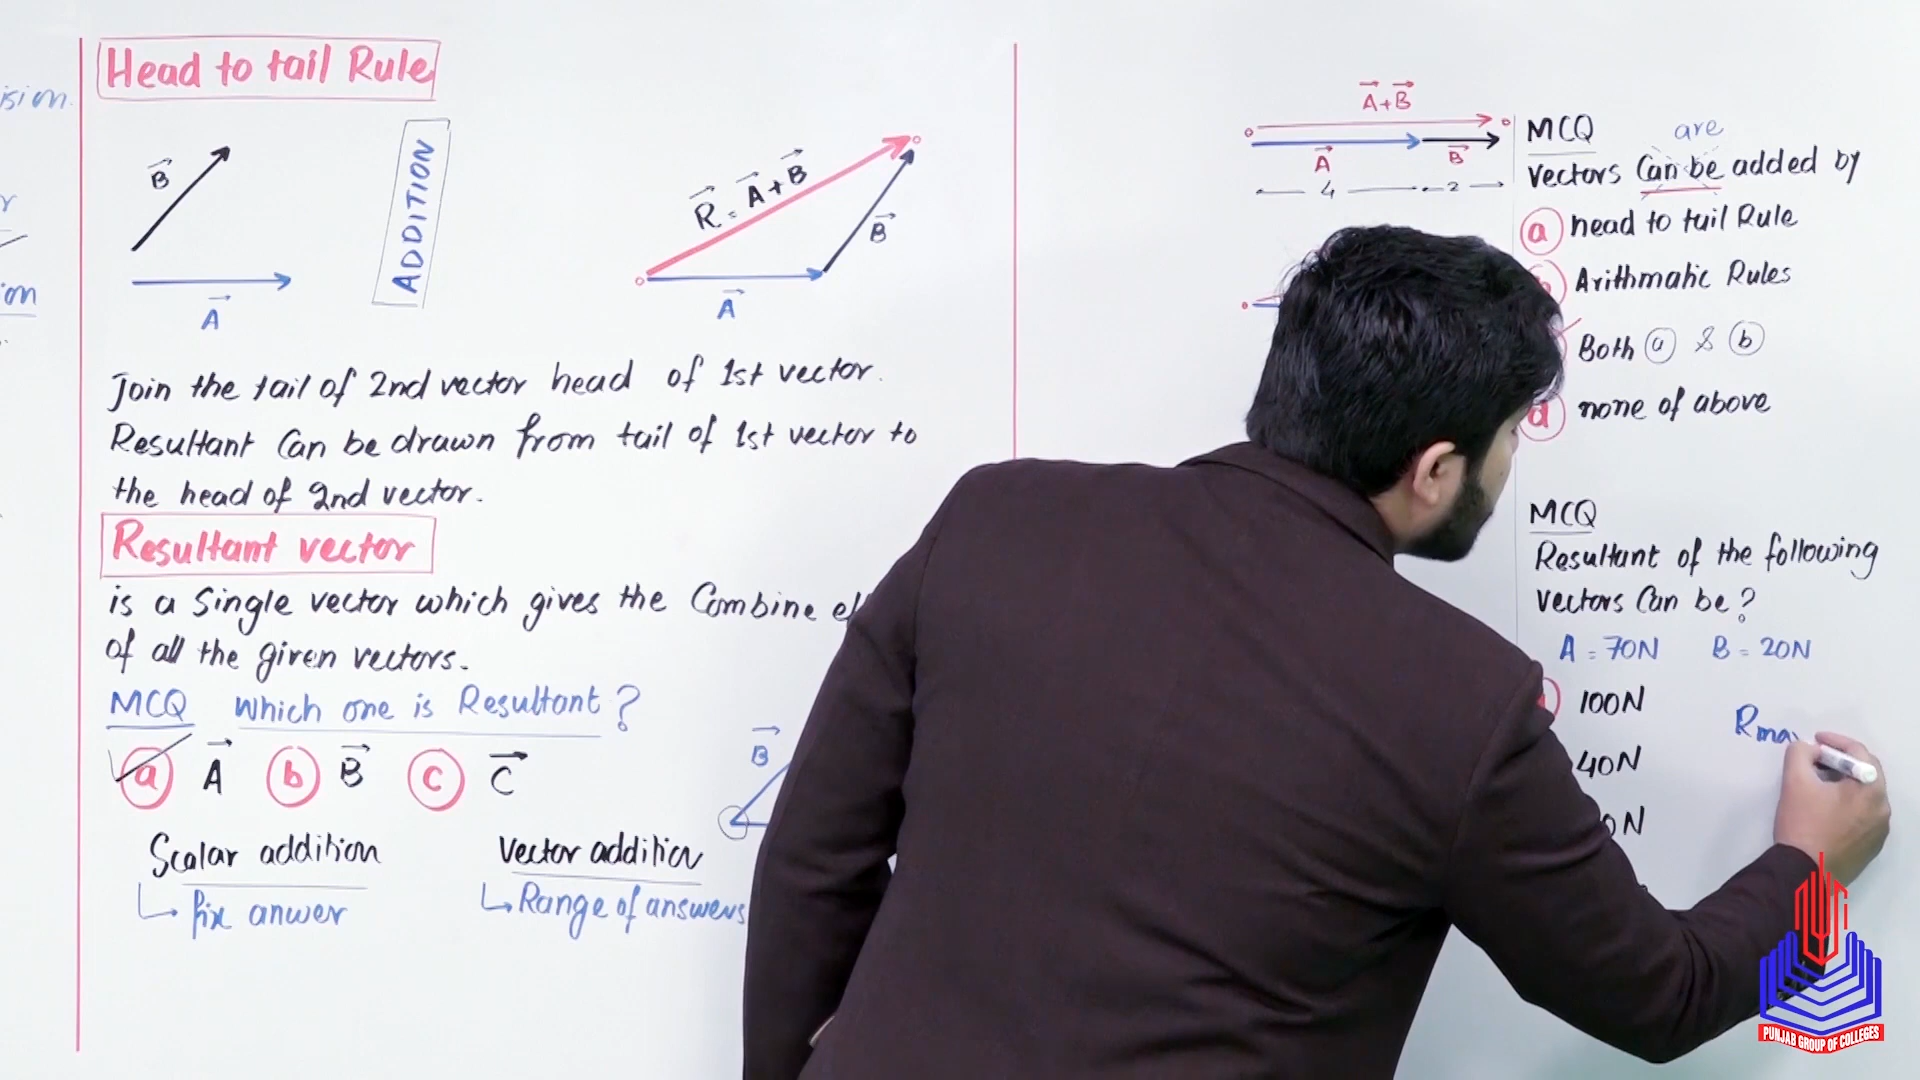 ision.
on
Head to tail Rule
B
A
ADDITION
R = A+B
A
B
Join the tail of 2nd vector head of 1st vector.
Resultant Can be drawn from tail of 1st vector to
the head of 2nd vector.
Resultant vector
is a Single vector which gives the Combine
of all the given vectors.
MCQ Which one is Resultant?
a A b B c C
B
Scalar addition
fix anwer
Vector addition
Range of answers
A+B
A
B
4
2
MCQ
are
Vectors Can be added by
a head to tail Rule
Arithmatic Rules
Both a & b
d none of above
MCQ
Resultant of the following
vectors Can be?
A = 70N B = 20N
100N
40N
Rma
PUNJAB GROUP OF COLLEGES